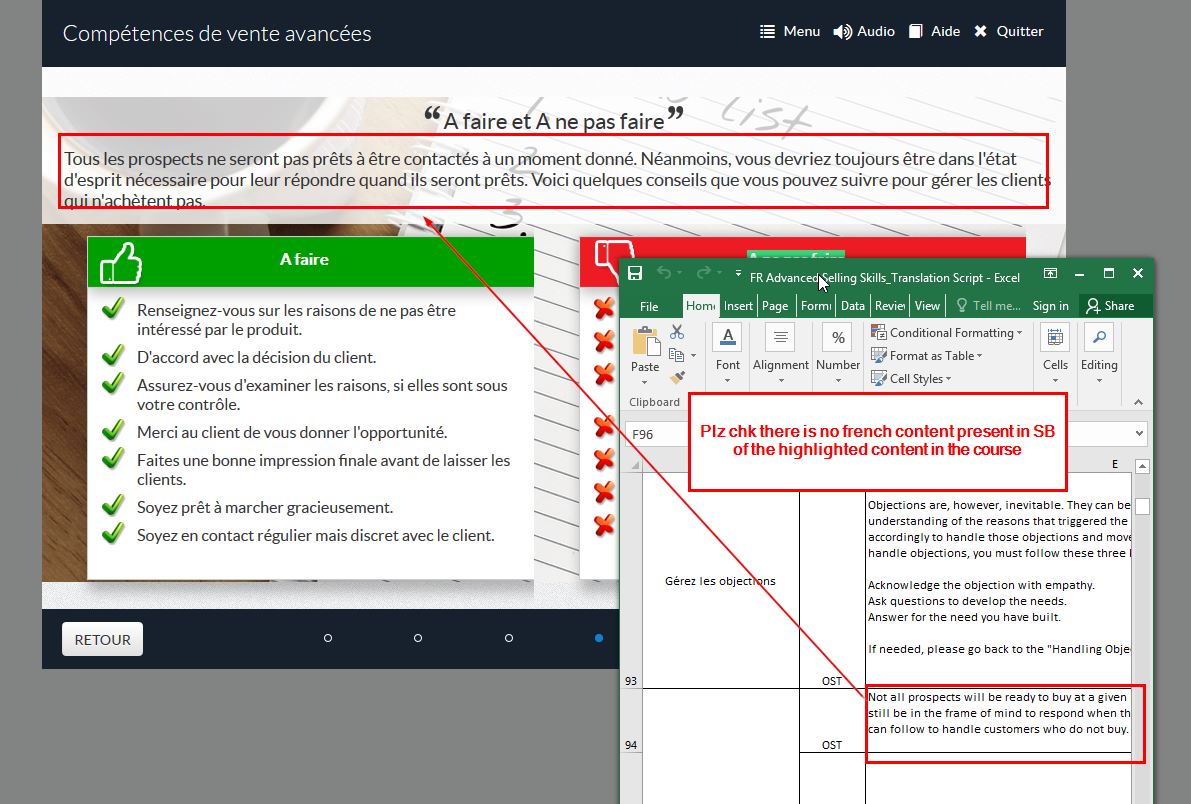 Compétences de vente avancées
Menu Audio Aide Quitter
list
“A faire et A ne pas faire”
Tous les prospects ne seront pas prêts à être contactés à un moment donné. Néanmoins, vous devriez toujours être dans l'état
d'esprit nécessaire pour leur répondre quand ils seront prêts. Voici quelques conseils que vous pouvez suivre pour gérer les clients
qui n'achètent pas.
A faire
Renseignez-vous sur les raisons de ne pas être
intéressé par le produit.
D'accord avec la décision du client.
Assurez-vous d'examiner les raisons, si elles sont sous
votre contrôle.
Merci au client de vous donner l'opportunité.
Faites une bonne impression finale avant de laisser les
clients.
Soyez prêt à marcher gracieusement.
Soyez en contact régulier mais discret avec le client.
RETOUR
FR Advanced Selling Skills_Translation Script - Excel
File Home Insert Page Formu Data Revie View Tell me... Sign in Share
Paste
Clipboard
Font
Alignment
Number
Conditional Formatting
Format as Table
Cell Styles
Cells
Editing
F96
Plz chk there is no french content present in SB
of the highlighted content in the course
E
Objections are, however, inevitable. They can be
understanding of the reasons that triggered the
accordingly to handle those objections and move
handle objections, you must follow these three
Gérez les objections
Acknowledge the objection with empathy.
Ask questions to develop the needs.
Answer for the need you have built.
If needed, please go back to the "Handling Obje
93
OST
Not all prospects will be ready to buy at a given
still be in the frame of mind to respond when th
can follow to handle customers who do not buy.
94
OST